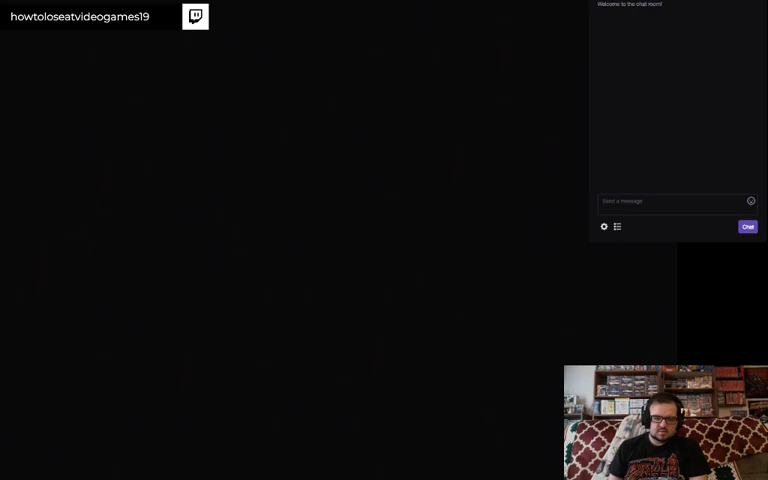 howtoloseatvideogames19
Welcome to the chat room!
Send a message
Chat